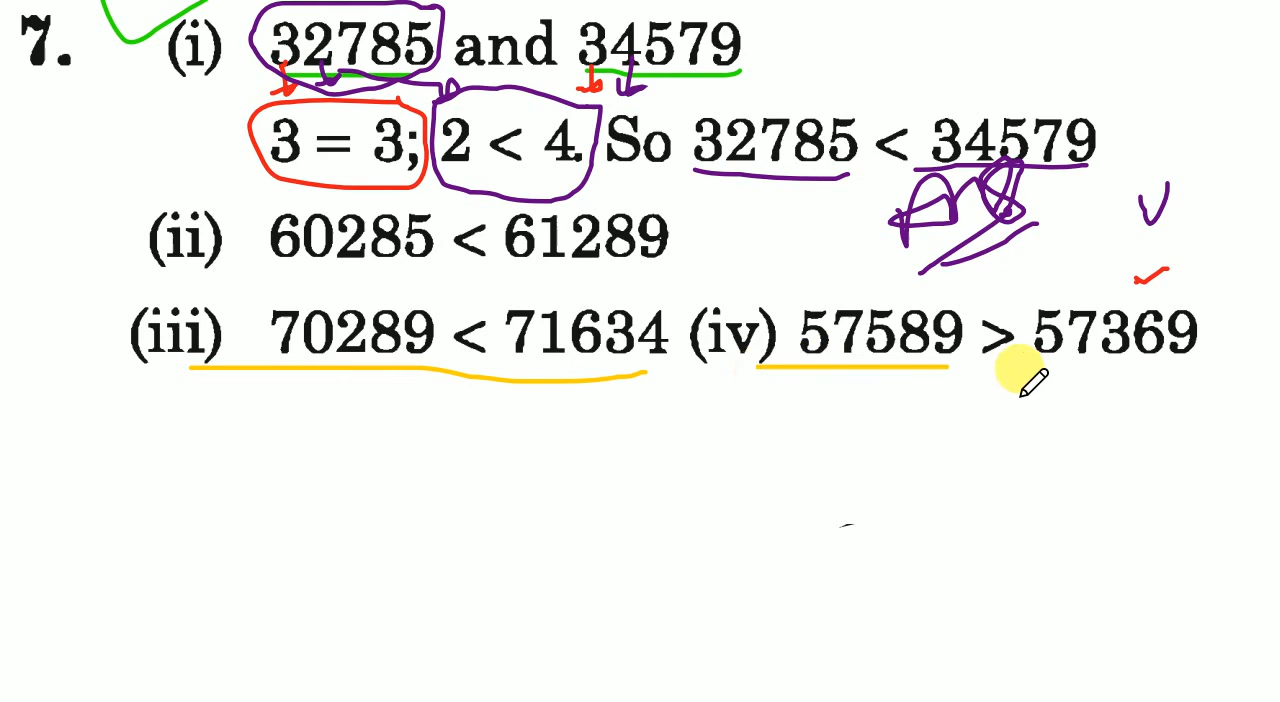 7. (i) 32785 and 34579
3 = 3; 2 < 4. So 32785 < 34579
Ans
(ii) 60285 < 61289
(iii) 70289 < 71634 (iv) 57589 > 57369